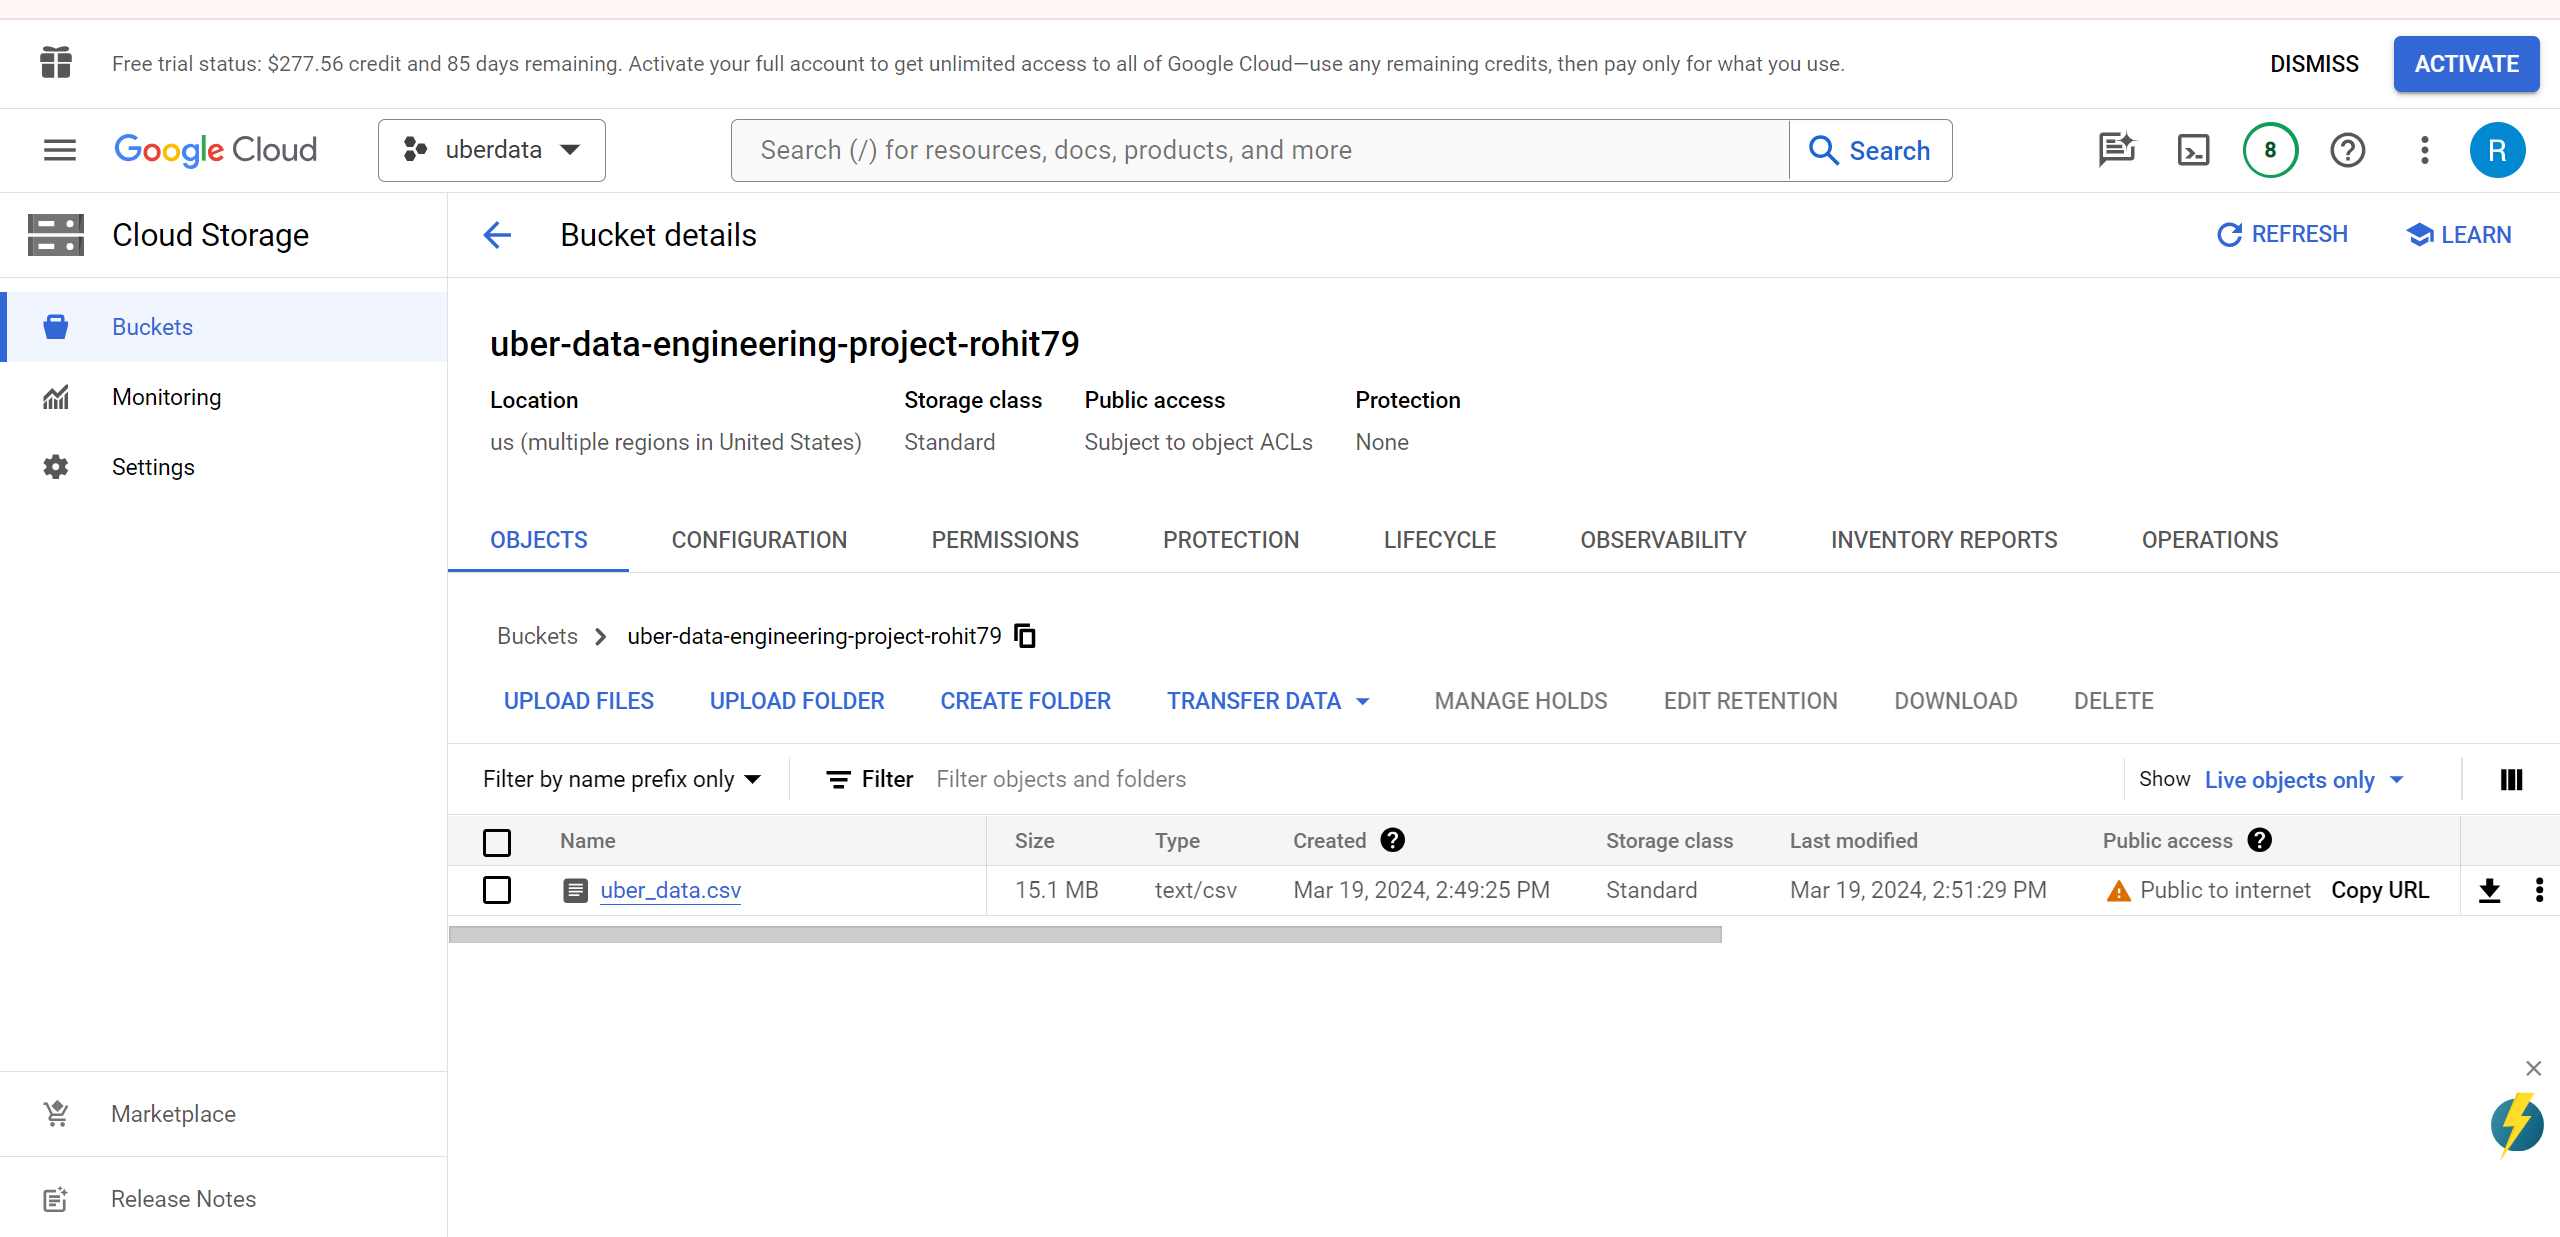 Free trial status: $277.56 credit and 85 days remaining. Activate your full account to get unlimited access to all of Google Cloud—use any remaining credits, then pay only for what you use.
DISMISS
ACTIVATE
Google Cloud
uberdata
Search (/) for resources, docs, products, and more
Search
8
R
Cloud Storage
Bucket details
REFRESH
LEARN
Buckets
Monitoring
Settings
Marketplace
Release Notes
uber-data-engineering-project-rohit79
Location Storage class Public access Protection
us (multiple regions in United States) Standard Subject to object ACLs None
OBJECTS CONFIGURATION PERMISSIONS PROTECTION LIFECYCLE OBSERVABILITY INVENTORY REPORTS OPERATIONS
Buckets uber-data-engineering-project-rohit79
UPLOAD FILES UPLOAD FOLDER CREATE FOLDER TRANSFER DATA MANAGE HOLDS EDIT RETENTION DOWNLOAD DELETE
Filter by name prefix only Filter Filter objects and folders Show Live objects only
Name Size Type Created Storage class Last modified Public access
uber_data.csv 15.1 MB text/csv Mar 19, 2024, 2:49:25 PM Standard Mar 19, 2024, 2:51:29 PM Public to internet Copy URL